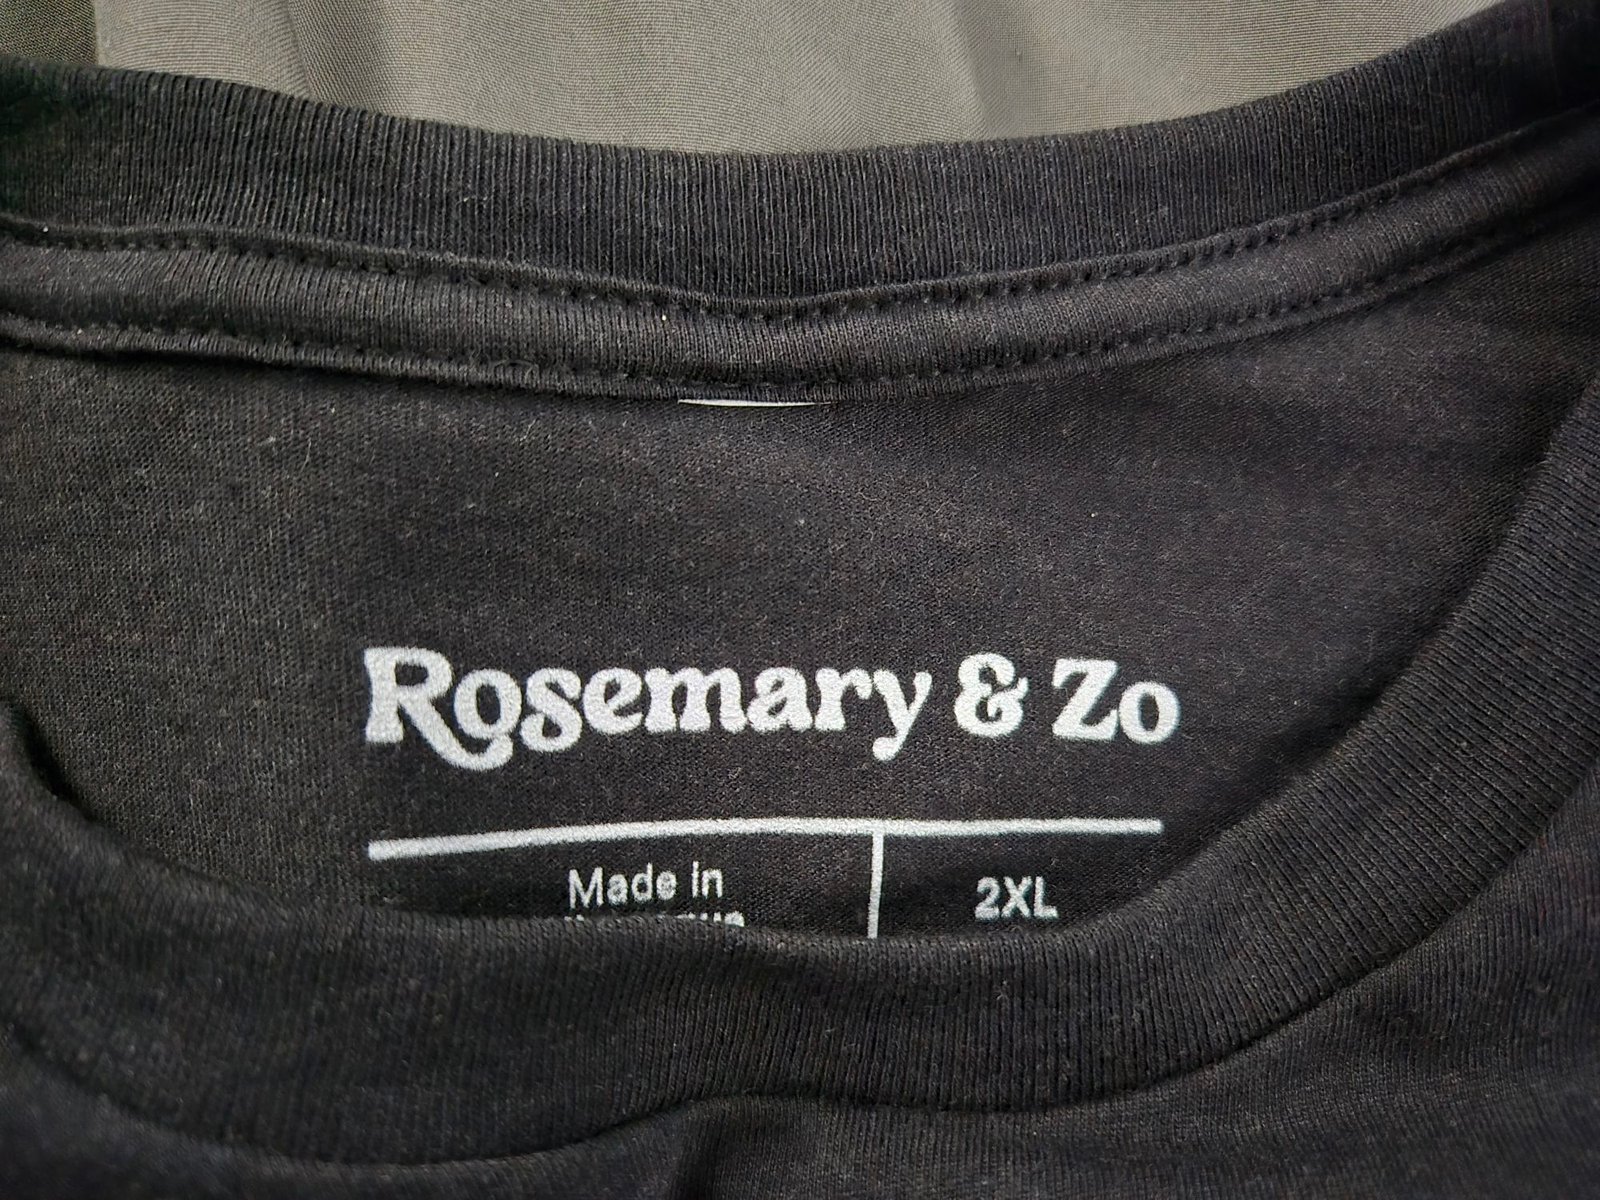 Rosemary & Zo
Made in
2XL